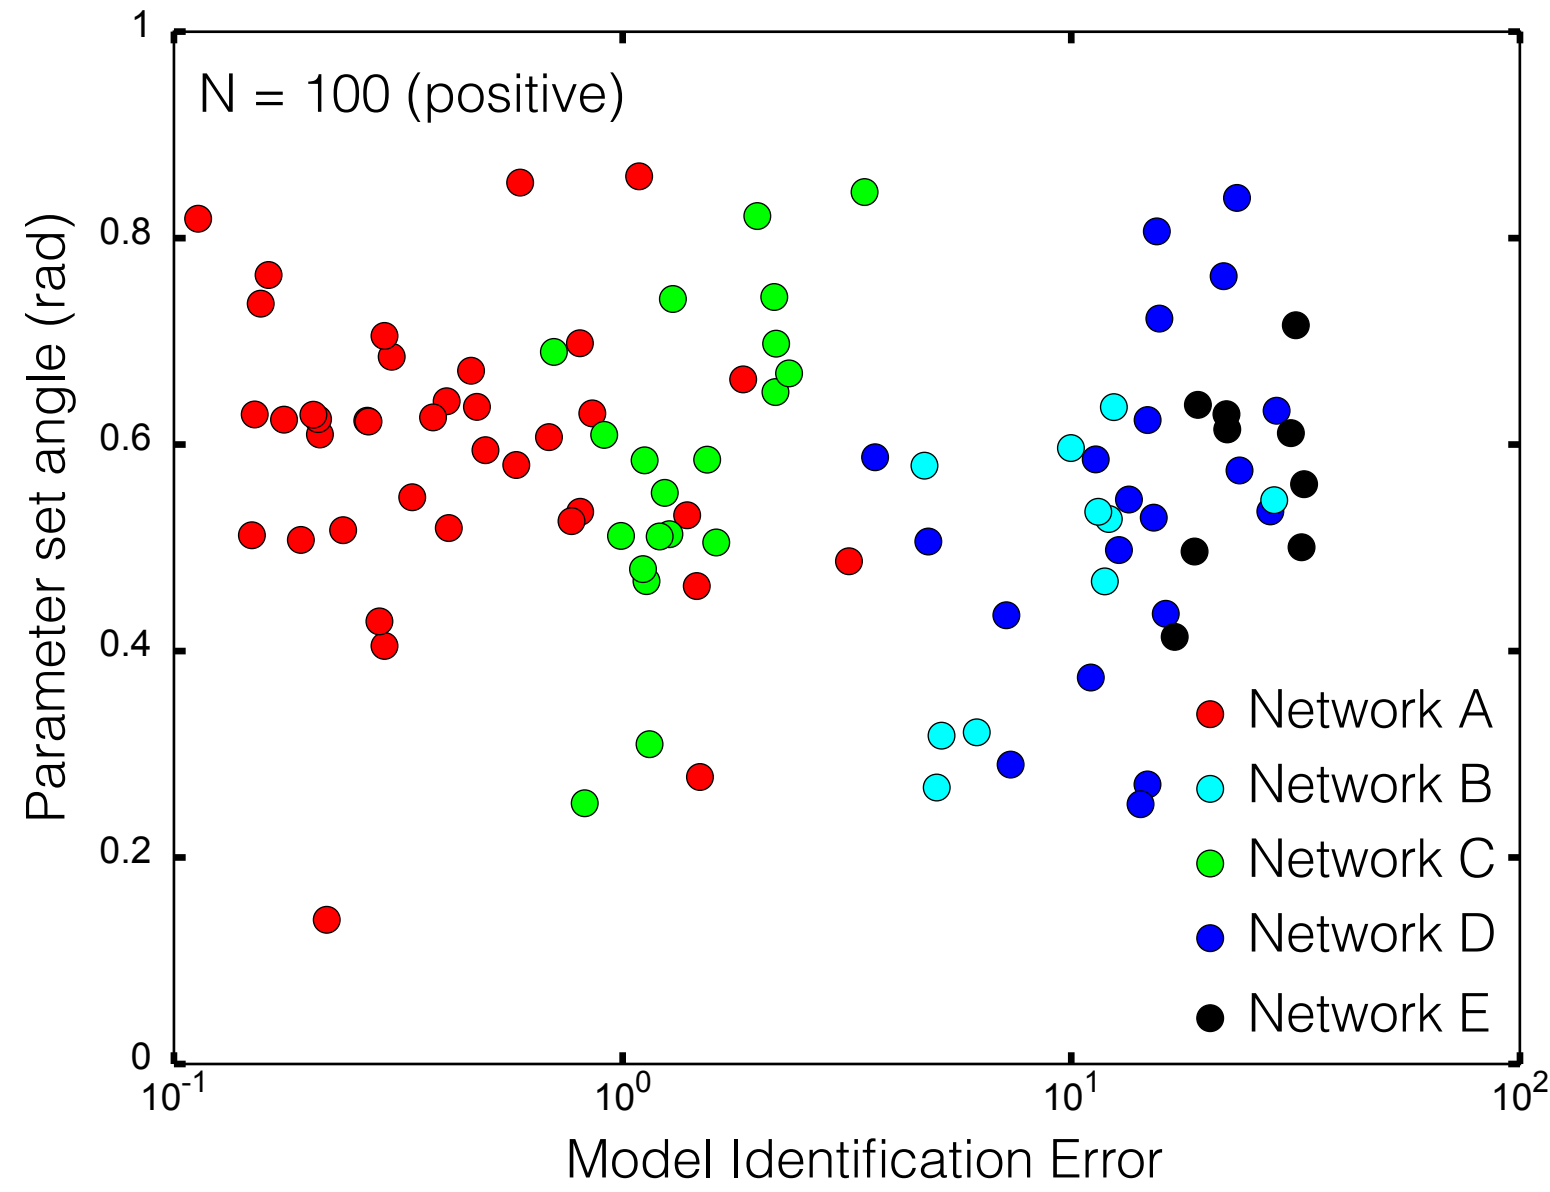 N = 100 (positive)
Parameter set angle (rad)
1
0.8
0.6
0.4
0.2
0
Network A
Network B
Network C
Network D
Network E
10-1 100 101 102
Model Identification Error